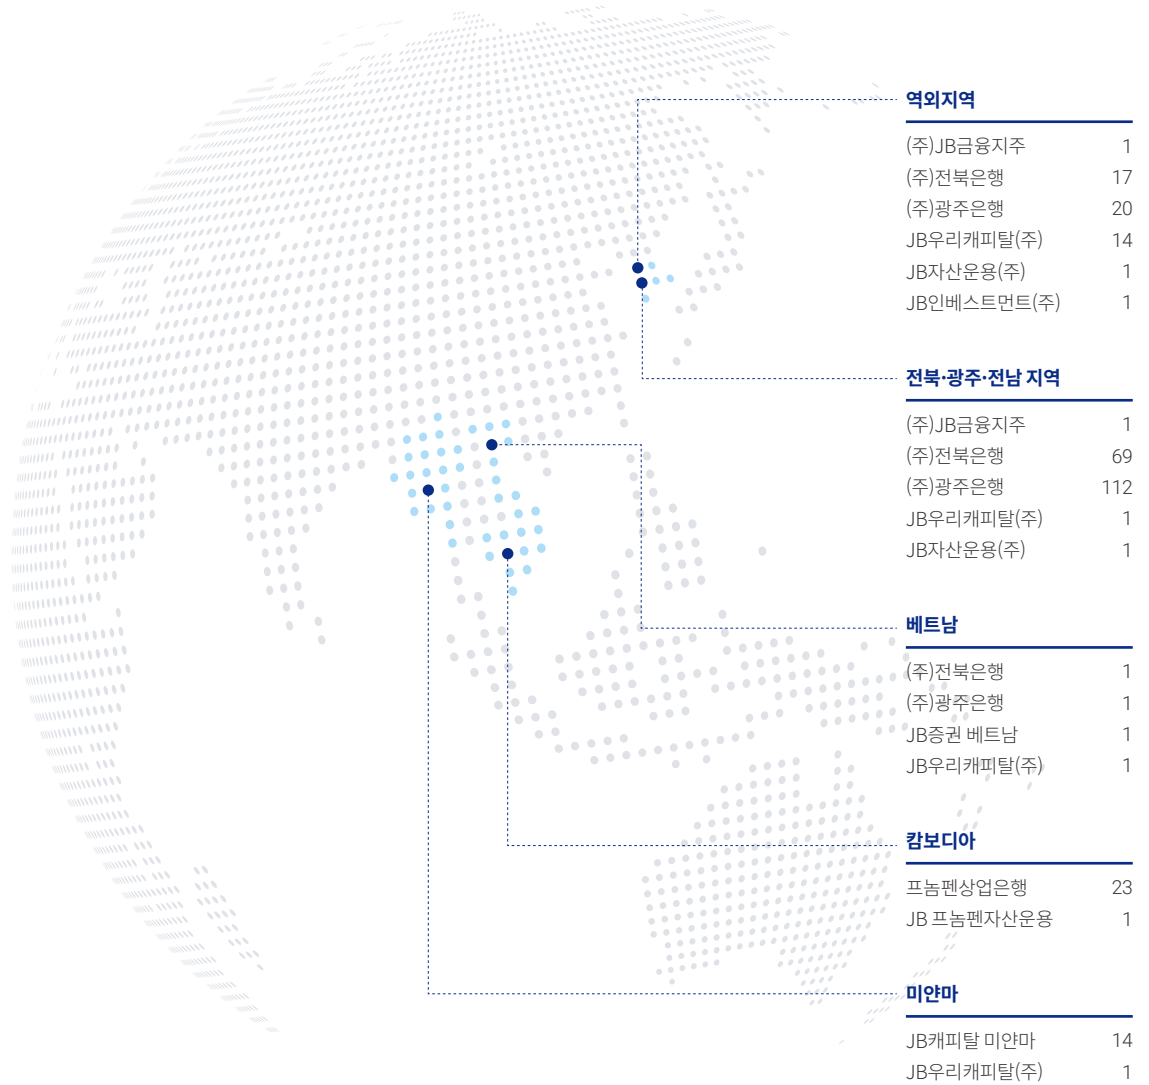 역외지역
(주)JB금융지주 1
(주)전북은행 17
(주)광주은행 20
JB우리캐피탈(주) 14
JB자산운용(주) 1
JB인베스트먼트(주) 1
전북·광주·전남 지역
(주)JB금융지주 1
(주)전북은행 69
(주)광주은행 112
JB우리캐피탈(주) 1
JB자산운용(주) 1
베트남
(주)전북은행 1
(주)광주은행 1
JB증권 베트남 1
JB우리캐피탈(주) 1
캄보디아
프놈펜상업은행 23
JB 프놈펜자산운용 1
미얀마
JB캐피탈 미얀마 14
JB우리캐피탈(주) 1